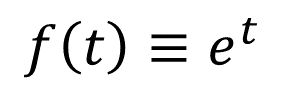 f(t) ≡ e^t